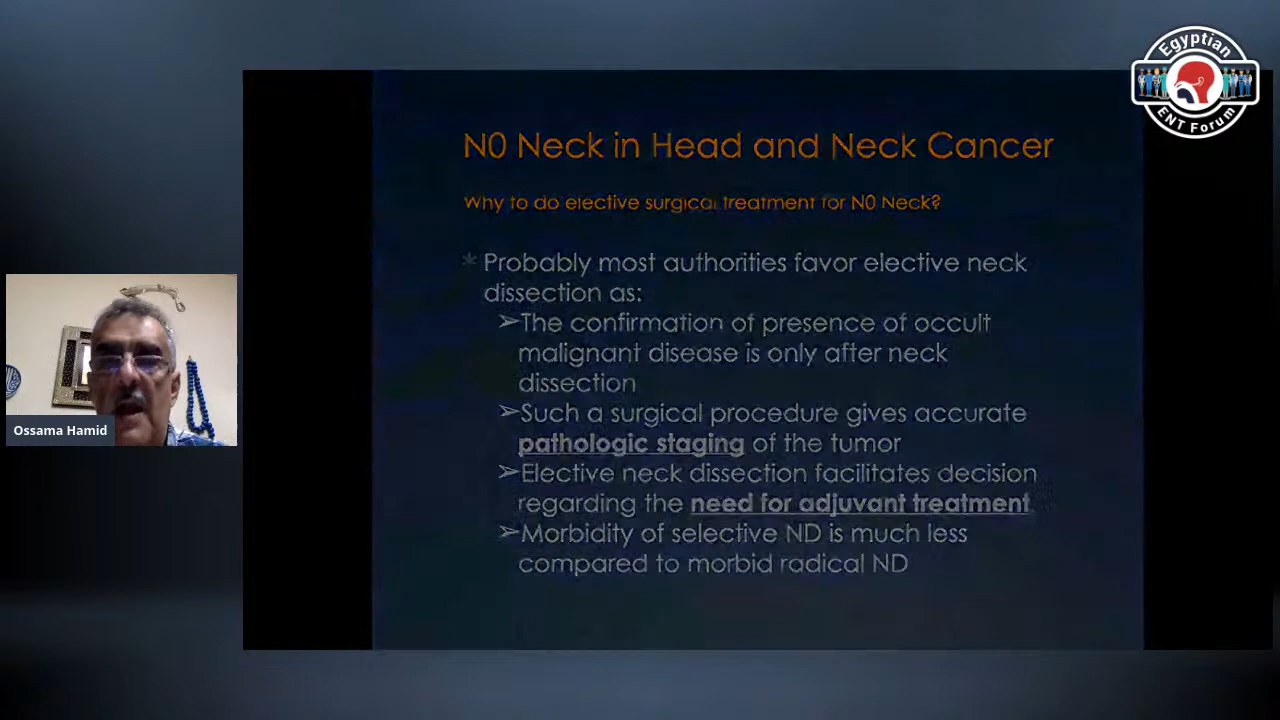 Egyptian
ENT Forum
N0 Neck in Head and Neck Cancer
Why to do elective surgical treatment for N0 Neck?
* Probably most authorities favor elective neck
dissection as:
➢The confirmation of presence of occult
malignant disease is only after neck
dissection
➢Such a surgical procedure gives accurate
pathologic staging of the tumor
➢Elective neck dissection facilitates decision
regarding the need for adjuvant treatment
➢Morbidity of selective ND is much less
compared to morbid radical ND
Ossama Hamid